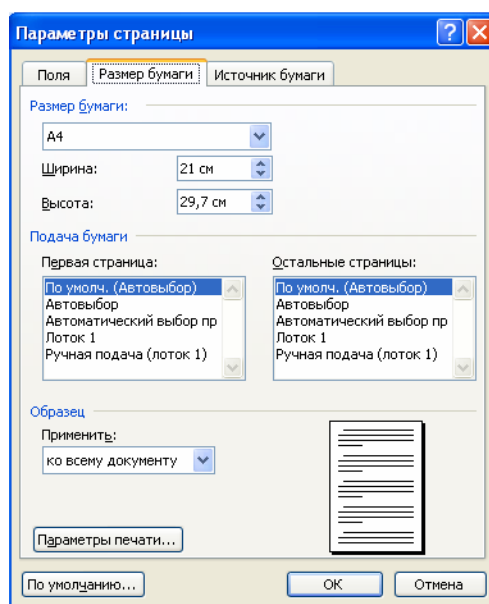 Параметры страницы
Поля Размер бумаги Источник бумаги
Размер бумаги:
A4
Ширина: 21 см
Высота: 29,7 см
Подача бумаги
Первая страница: Остальные страницы:
По умолч. (Автовыбор) По умолч. (Автовыбор)
Автовыбор Автовыбор
Автоматический выбор пр Автоматический выбор пр
Лоток 1 Лоток 1
Ручная подача (лоток 1) Ручная подача (лоток 1)
Образец
Применить:
ко всему документу
Параметры печати...
По умолчанию... ОК Отмена